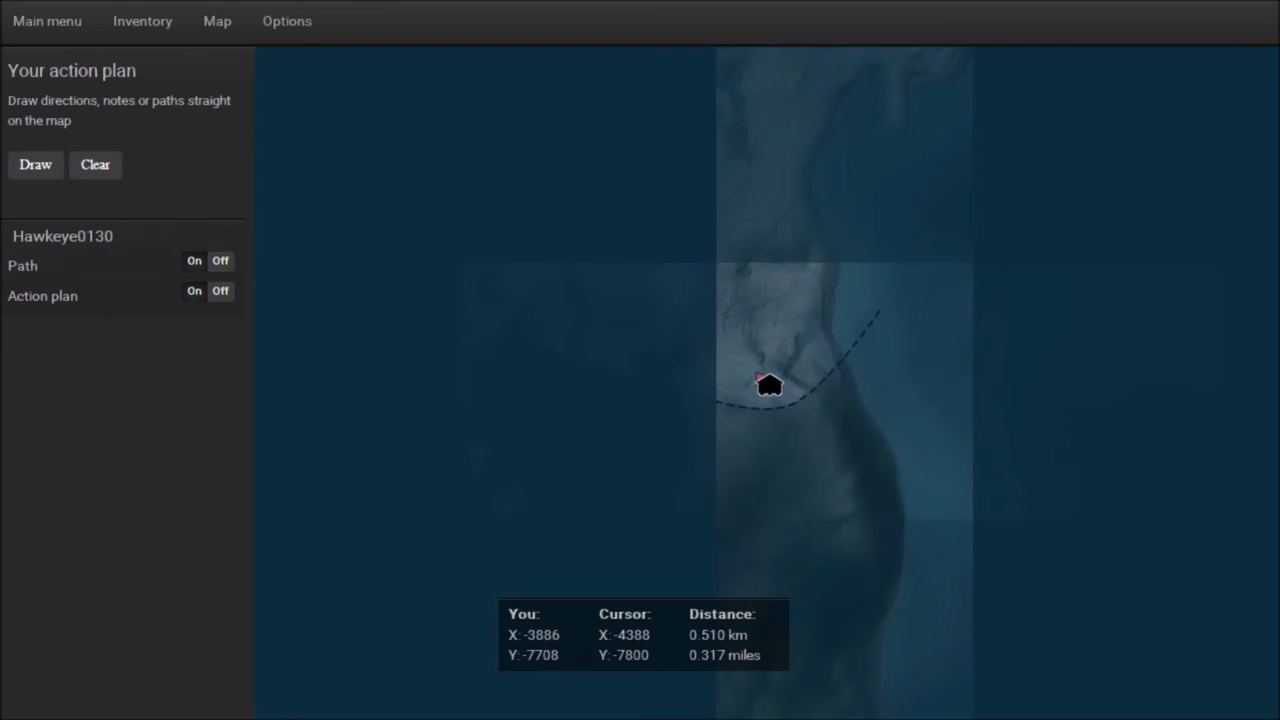 Main menu Inventory Map Options
Your action plan
Draw directions, notes or paths straight
on the map
Draw Clear
Hawkeye0130
Path On Off
Action plan On Off
You: Cursor: Distance:
X:-3886 X:-4388 0.510 km
Y:-7708 Y:-7800 0.317 miles